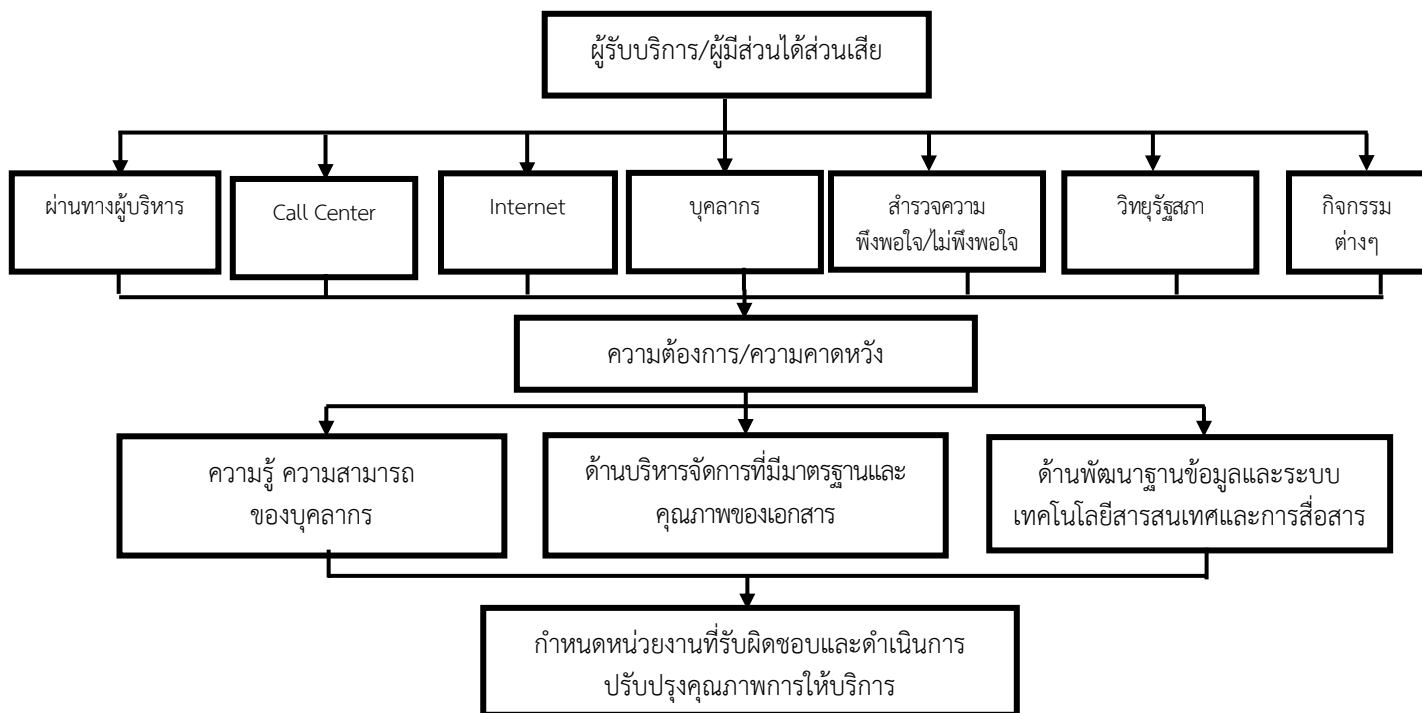 ผู้รับบริการ/ผู้มีส่วนได้ส่วนเสีย
ผ่านทางผู้บริหาร
Call Center
Internet
บุคลากร
สำรวจความ
พึงพอใจ/ไม่พึงพอใจ
วิทยุรัฐสภา
กิจกรรม
ต่างๆ
ความต้องการ/ความคาดหวัง
ความรู้ ความสามารถ
ของบุคลากร
ด้านบริหารจัดการที่มีมาตรฐานและ
คุณภาพของเอกสาร
ด้านพัฒนาฐานข้อมูลและระบบ
เทคโนโลยีสารสนเทศและการสื่อสาร
กำหนดหน่วยงานที่รับผิดชอบและดำเนินการ
ปรับปรุงคุณภาพการให้บริการ